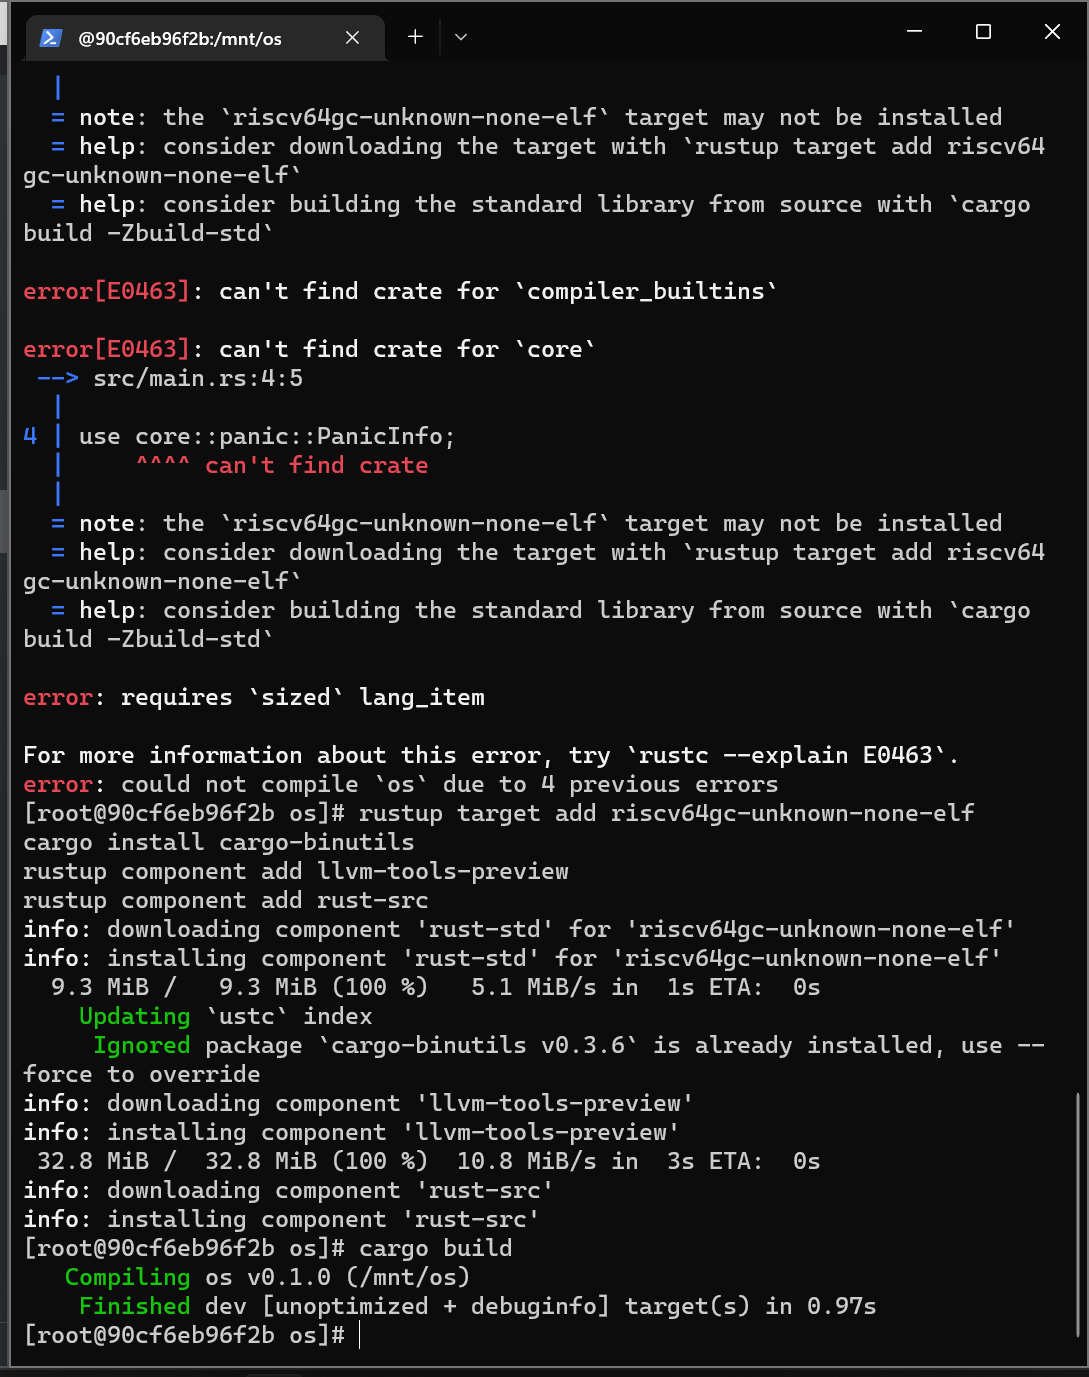 @90cf6eb96f2b:/mnt/os
|
= note: the `riscv64gc-unknown-none-elf` target may not be installed
= help: consider downloading the target with `rustup target add riscv64
gc-unknown-none-elf`
= help: consider building the standard library from source with `cargo
build -Zbuild-std`
error[E0463]: can't find crate for `compiler_builtins`
error[E0463]: can't find crate for `core`
--> src/main.rs:4:5
|
4 | use core::panic::PanicInfo;
| ^^^^ can't find crate
|
= note: the `riscv64gc-unknown-none-elf` target may not be installed
= help: consider downloading the target with `rustup target add riscv64
gc-unknown-none-elf`
= help: consider building the standard library from source with `cargo
build -Zbuild-std`
error: requires `sized` lang_item
For more information about this error, try `rustc --explain E0463`.
error: could not compile `os` due to 4 previous errors
[root@90cf6eb96f2b os]# rustup target add riscv64gc-unknown-none-elf
cargo install cargo-binutils
rustup component add llvm-tools-preview
rustup component add rust-src
info: downloading component 'rust-std' for 'riscv64gc-unknown-none-elf'
info: installing component 'rust-std' for 'riscv64gc-unknown-none-elf'
9.3 MiB / 9.3 MiB (100 %) 5.1 MiB/s in 1s ETA: 0s
Updating `ustc` index
Ignored package `cargo-binutils v0.3.6` is already installed, use --
force to override
info: downloading component 'llvm-tools-preview'
info: installing component 'llvm-tools-preview'
32.8 MiB / 32.8 MiB (100 %) 10.8 MiB/s in 3s ETA: 0s
info: downloading component 'rust-src'
info: installing component 'rust-src'
[root@90cf6eb96f2b os]# cargo build
Compiling os v0.1.0 (/mnt/os)
Finished dev [unoptimized + debuginfo] target(s) in 0.97s
[root@90cf6eb96f2b os]#